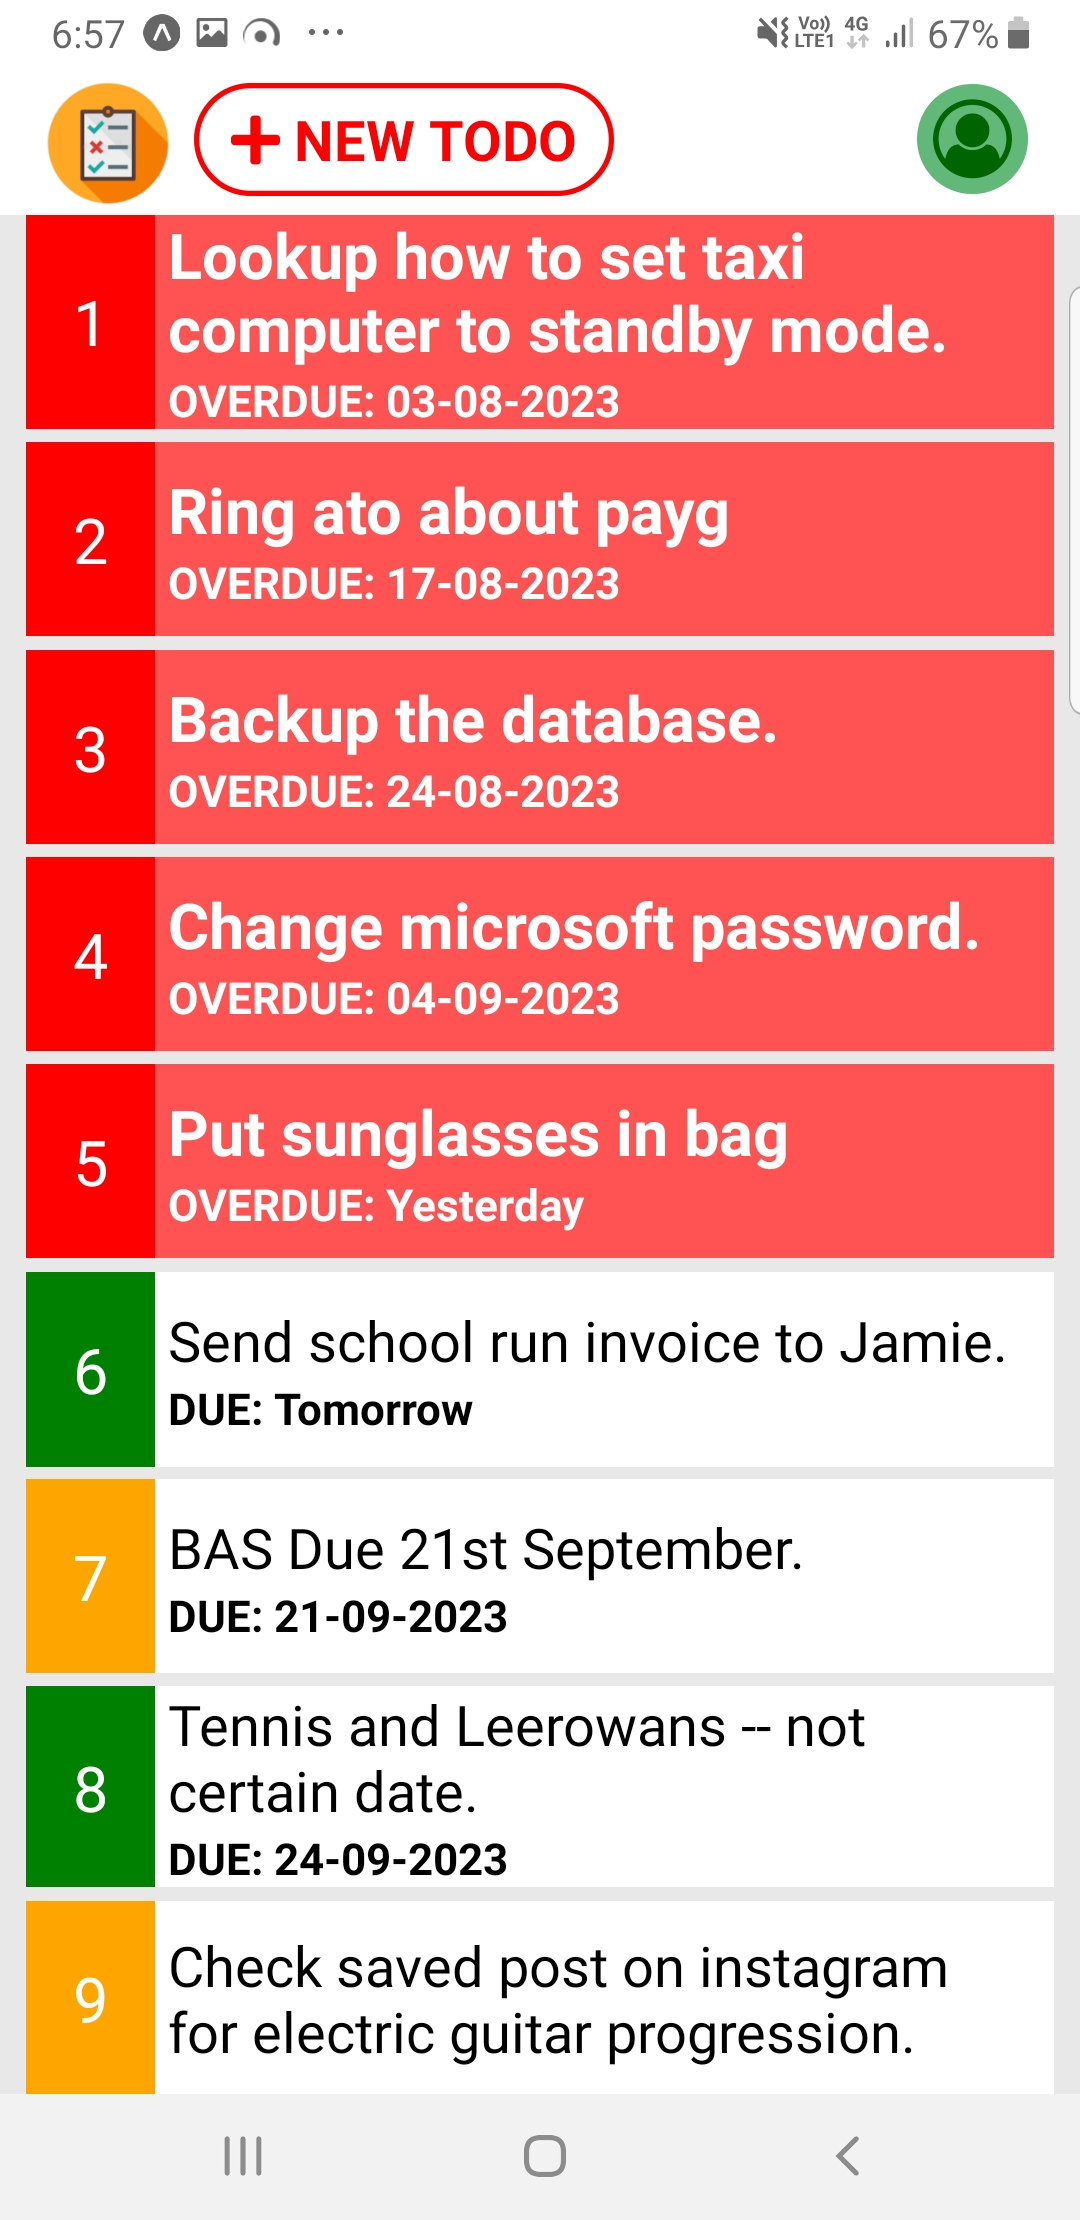 6:57
Vo))
LTE1
4G
67%
NEW TODO
1
Lookup how to set taxi
computer to standby mode.
OVERDUE: 03-08-2023
2
Ring ato about payg
OVERDUE: 17-08-2023
3
Backup the database.
OVERDUE: 24-08-2023
4
Change microsoft password.
OVERDUE: 04-09-2023
5
Put sunglasses in bag
OVERDUE: Yesterday
6
Send school run invoice to Jamie.
DUE: Tomorrow
7
BAS Due 21st September.
DUE: 21-09-2023
8
Tennis and Leerowans -- not
certain date.
DUE: 24-09-2023
9
Check saved post on instagram
for electric guitar progression.